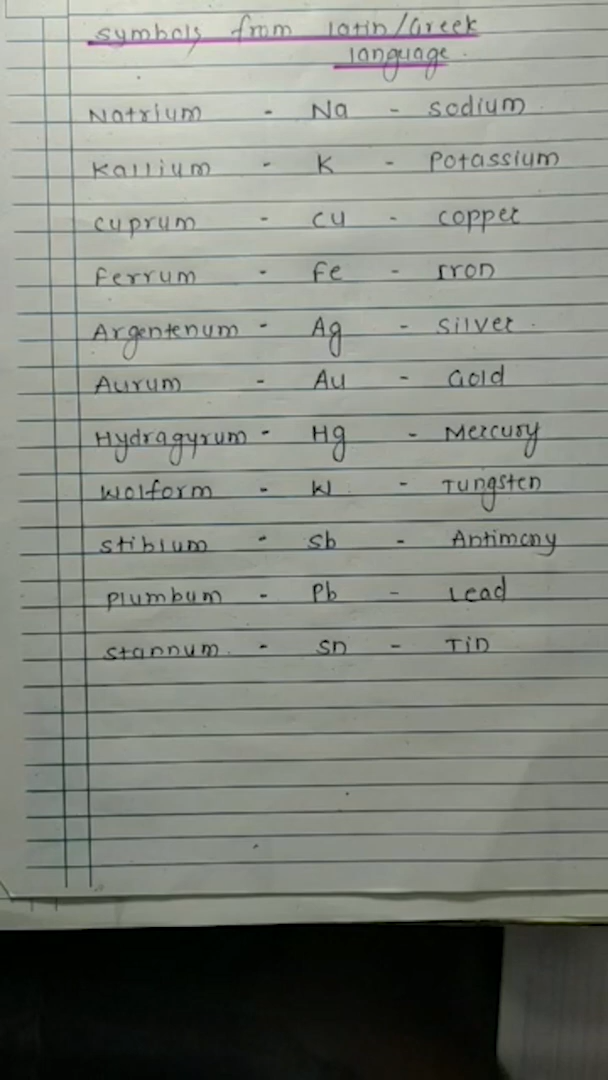 symbols from latin/Greek
language.
Natrium - Na - sodium
Kallium - K - Potassium
cuprum - cu - copper
Ferrum - Fe - Iron
Argentenum - Ag - silver.
Aurum - Au - Gold
Hydragyrum - Hg - Mercury
Wolform - W - Tungsten
stibium - sb - Antimony
Plumbum - Pb - Lead
stannum. - sn - Tin